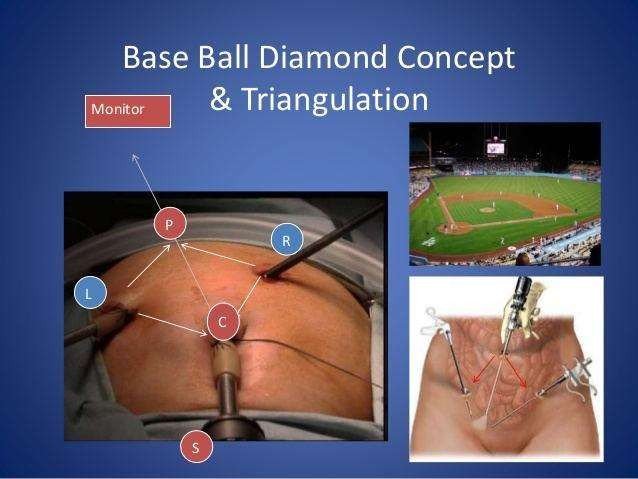 Base Ball Diamond Concept
& Triangulation
Monitor
P
R
L
C
S